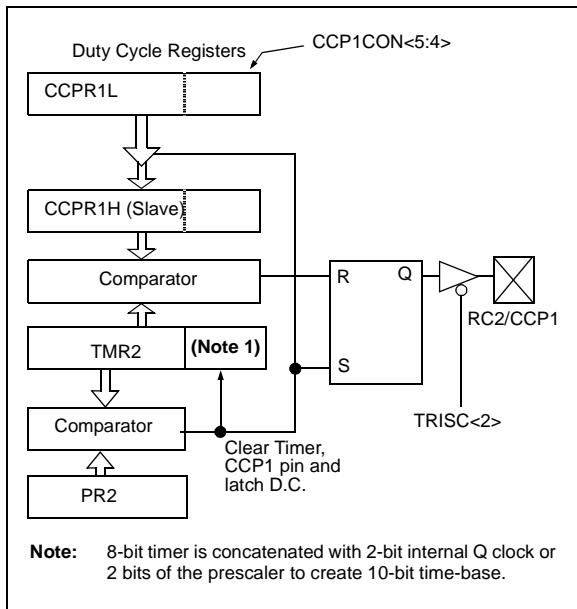 Duty Cycle Registers
CCP1CON<5:4>
CCPR1L
CCPR1H (Slave)
Comparator
R
Q
RC2/CCP1
TMR2
(Note 1)
S
TRISC<2>
Comparator
Clear Timer,
CCP1 pin and
latch D.C.
PR2
Note: 8-bit timer is concatenated with 2-bit internal Q clock or
2 bits of the prescaler to create 10-bit time-base.